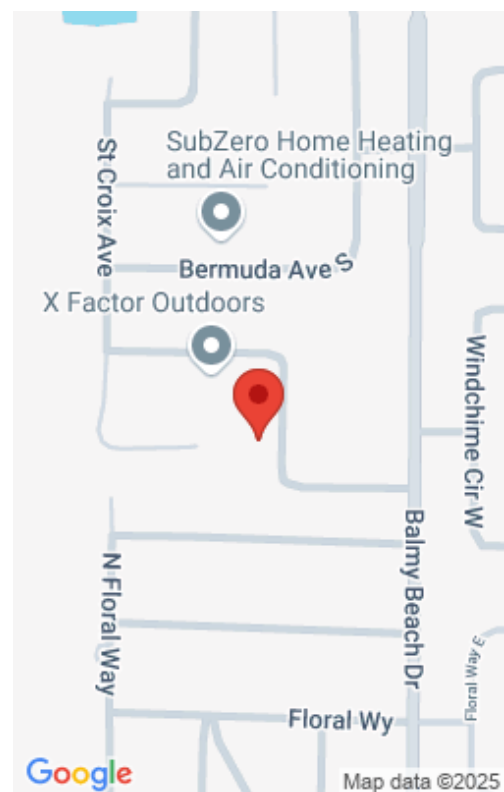 SubZero Home Heating
and Air Conditioning
St Croix Ave
Bermuda Ave S
X Factor Outdoors
Windchime Cir W
Balmy Beach Dr
N Floral Way
Floral Way E
Floral Wy
Google
Map data ©2025